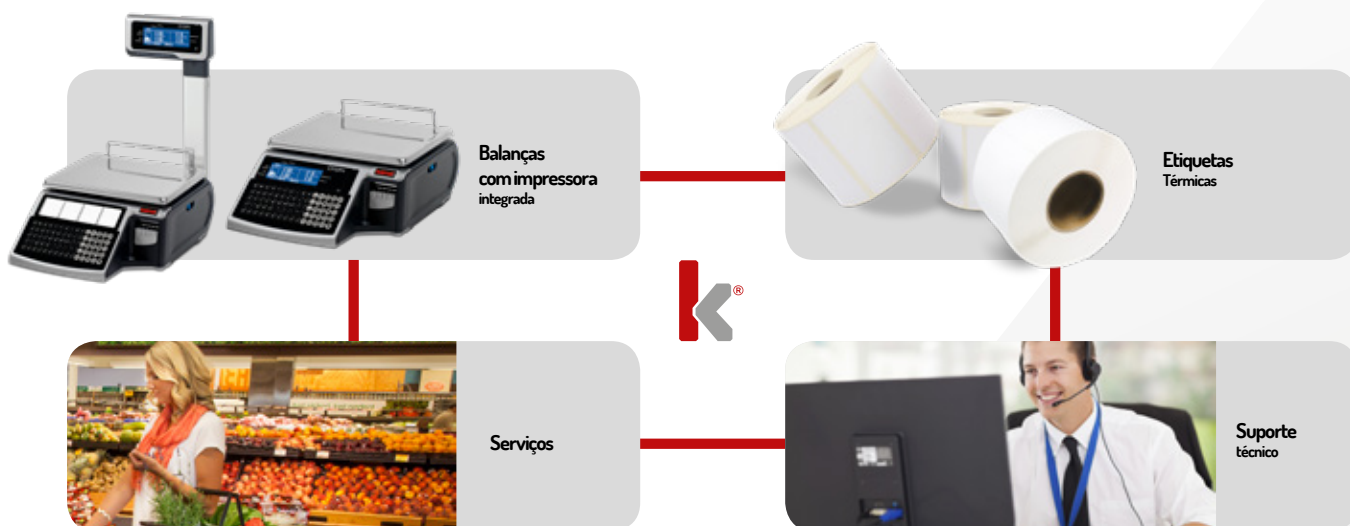 Balanças
com impressora
integrada
Etiquetas
Térmicas
®
Serviços
Suporte
técnico